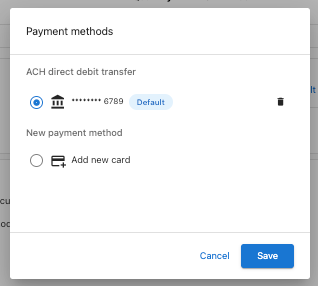 Payment methods
ACH direct debit transfer
•••••••• 6789 Default
New payment method
Add new card
Cancel Save